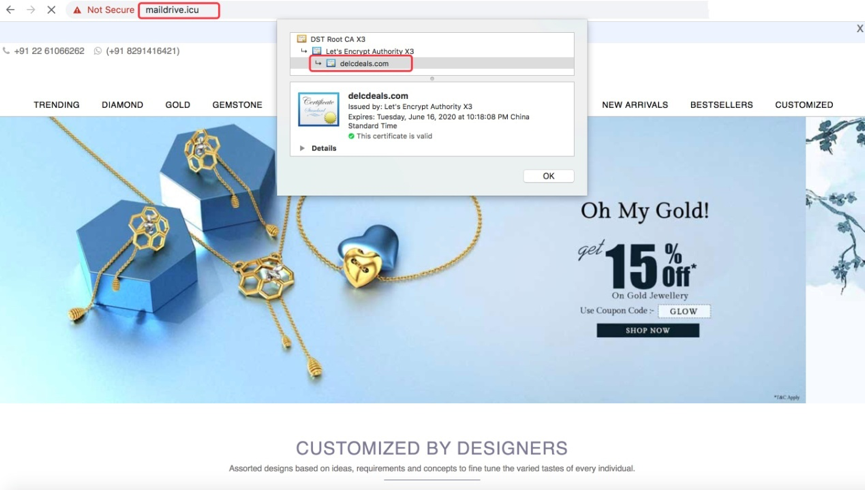 Not Secure maildrive.icu
X
+91 22 61066262 (+91 8291416421)
DST Root CA X3
Let's Encrypt Authority X3
delcdeals.com
Certificate
delcdeals.com
Issued by: Let's Encrypt Authority X3
Expires: Tuesday, June 16, 2020 at 10:18:08 PM China
Standard Time
This certificate is valid
Details
OK
TRENDING DIAMOND GOLD GEMSTONE NEW ARRIVALS BESTSELLERS CUSTOMIZED
Oh My Gold!
get 15% Off*
On Gold Jewellery
Use Coupon Code :- GLOW
SHOP NOW
*T&C Apply
CUSTOMIZED BY DESIGNERS
Assorted designs based on ideas, requirements and concepts to fine tune the varied tastes of every individual.